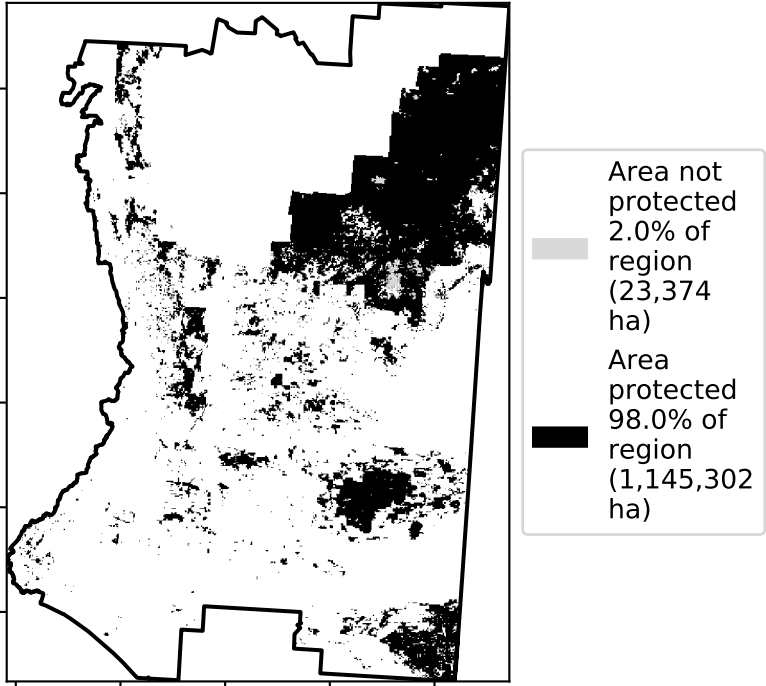 Area not
protected
2.0% of
region
(23,374
ha)
Area
protected
98.0% of
region
(1,145,302
ha)